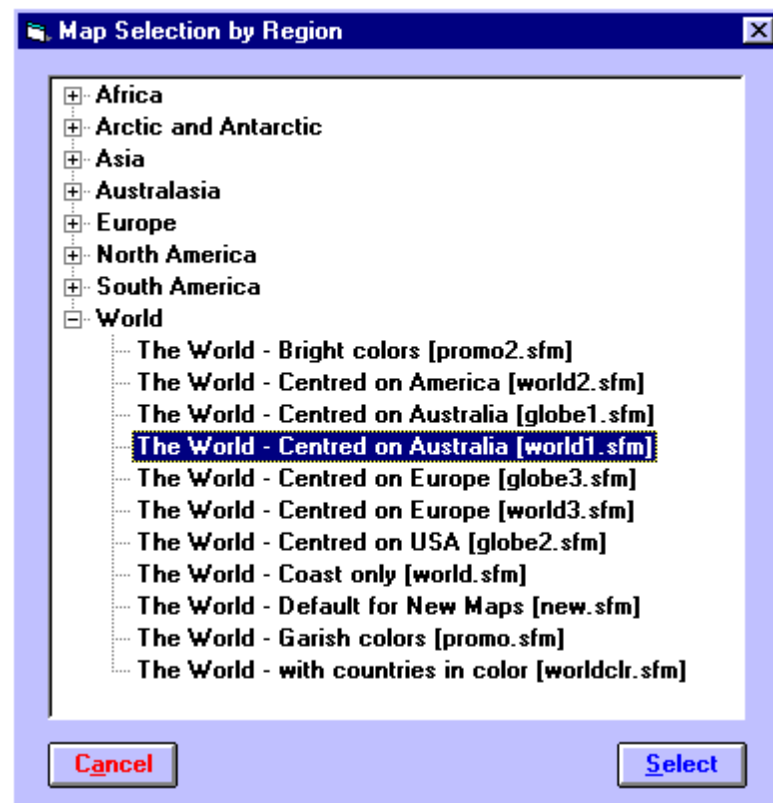 Map Selection by Region
Africa
Arctic and Antarctic
Asia
Australasia
Europe
North America
South America
World
The World - Bright colors [promo2.sfm]
The World - Centred on America [world2.sfm]
The World - Centred on Australia [globe1.sfm]
The World - Centred on Australia [world1.sfm]
The World - Centred on Europe [globe3.sfm]
The World - Centred on Europe [world3.sfm]
The World - Centred on USA [globe2.sfm]
The World - Coast only [world.sfm]
The World - Default for New Maps [new.sfm]
The World - Garish colors [promo.sfm]
The World - with countries in color [worldclr.sfm]
Cancel Select